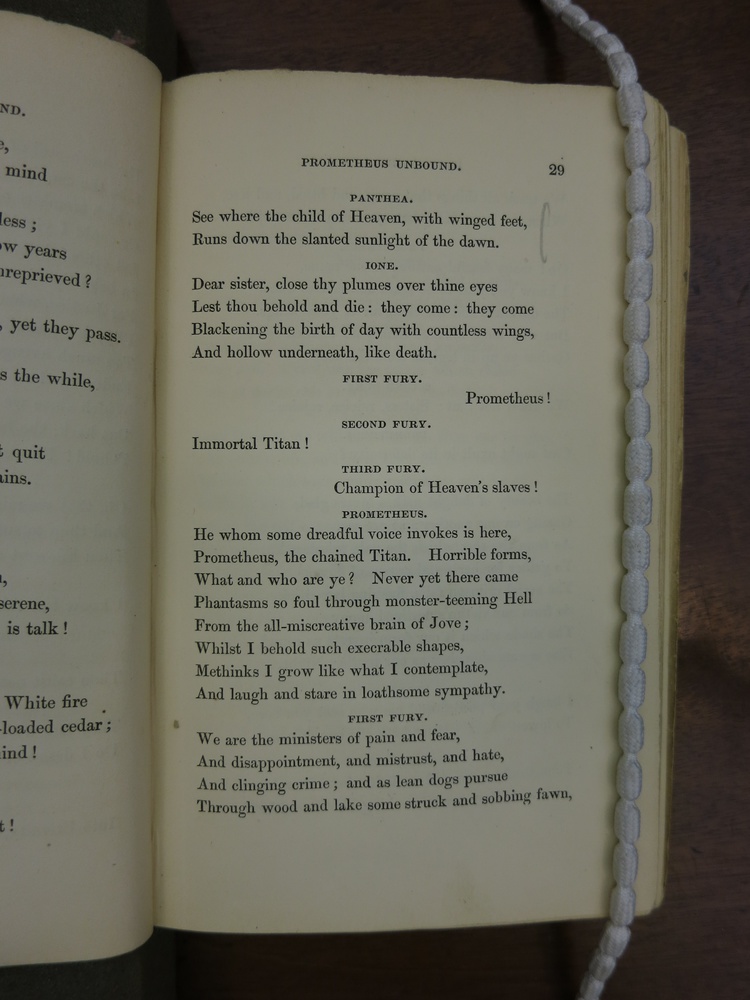 ND.
mind
less ;
ow years
nreprieved ?
, yet they pass.
s the while,
t quit
ains.
serene,
is talk !
White fire
-loaded cedar ;
ind !
t !
PROMETHEUS UNBOUND. 29
PANTHEA.
See where the child of Heaven, with winged feet,
Runs down the slanted sunlight of the dawn.
IONE.
Dear sister, close thy plumes over thine eyes
Lest thou behold and die : they come : they come
Blackening the birth of day with countless wings,
And hollow underneath, like death.
FIRST FURY.
Prometheus !
SECOND FURY.
Immortal Titan !
THIRD FURY.
Champion of Heaven's slaves !
PROMETHEUS.
He whom some dreadful voice invokes is here,
Prometheus, the chained Titan. Horrible forms,
What and who are ye ? Never yet there came
Phantasms so foul through monster-teeming Hell
From the all-miscreative brain of Jove ;
Whilst I behold such execrable shapes,
Methinks I grow like what I contemplate,
And laugh and stare in loathsome sympathy.
FIRST FURY.
We are the ministers of pain and fear,
And disappointment, and mistrust, and hate,
And clinging crime ; and as lean dogs pursue
Through wood and lake some struck and sobbing fawn,